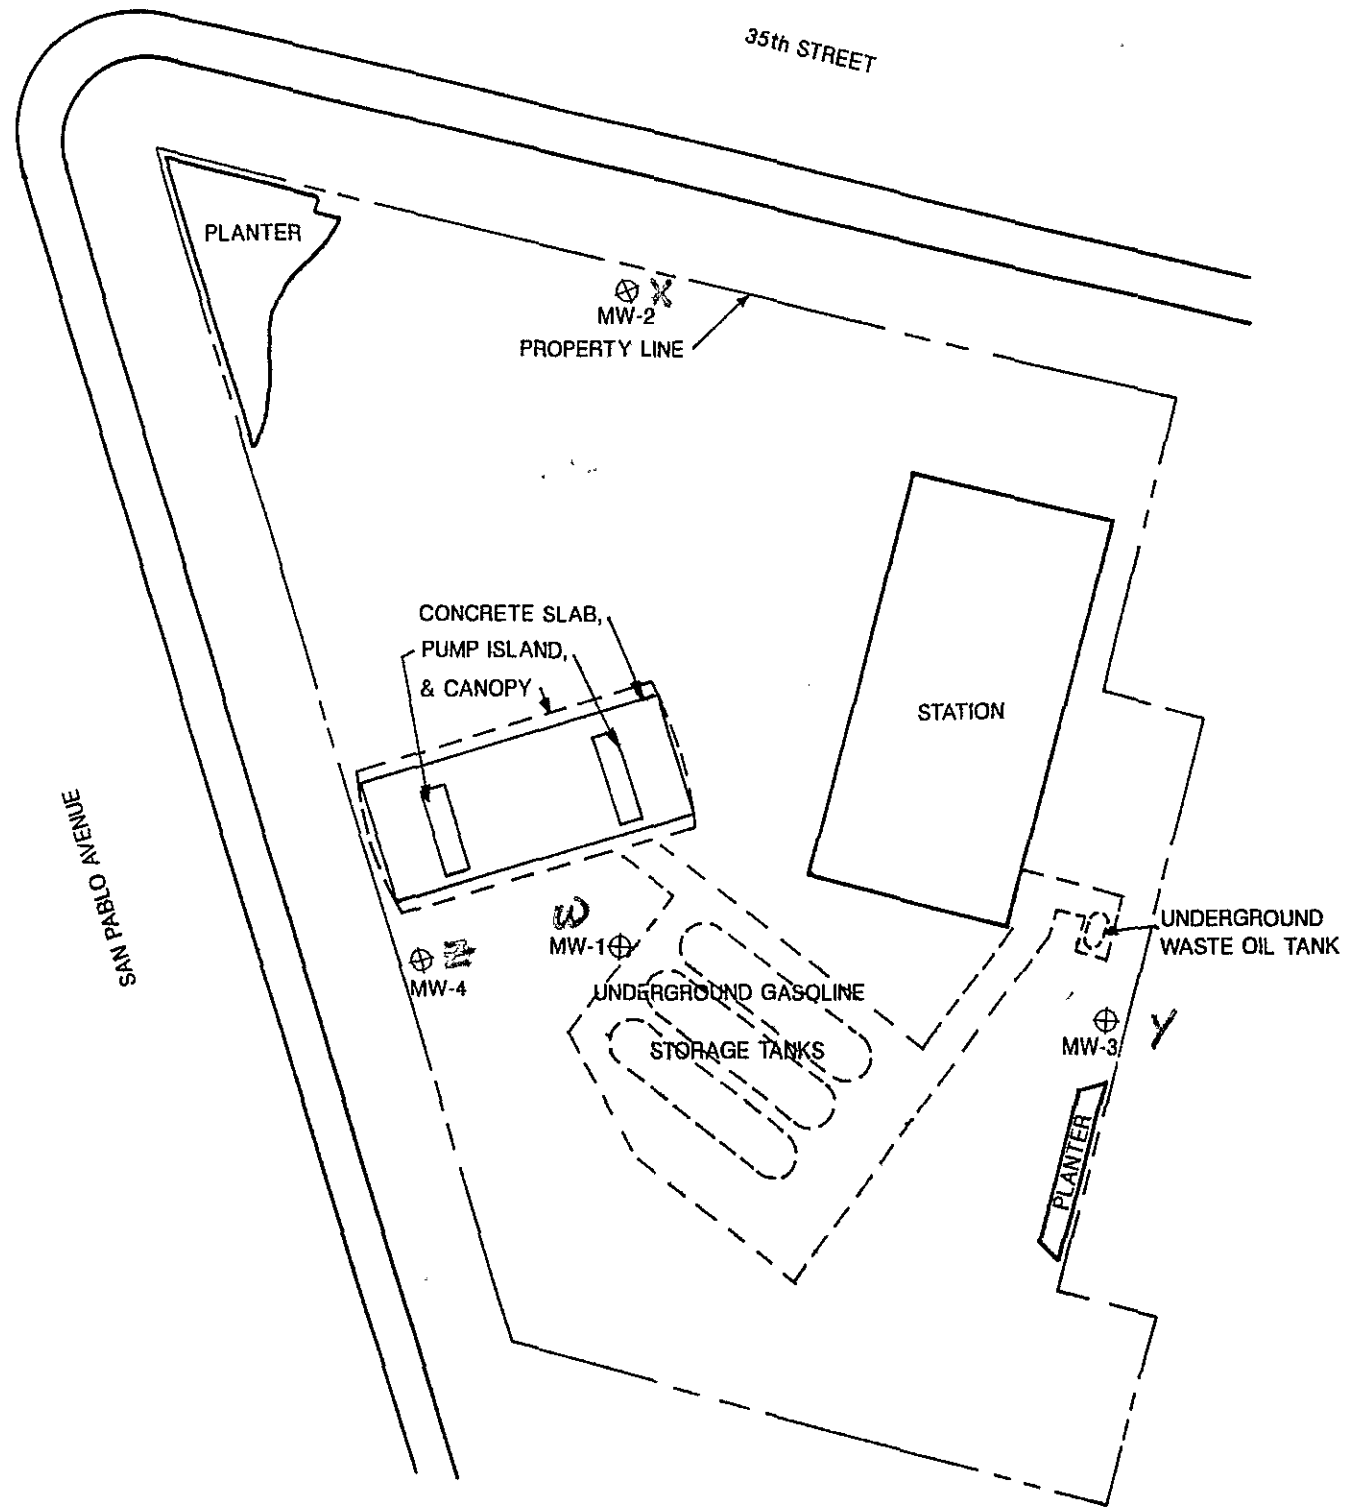 35th STREET
PLANTER
X
MW-2
PROPERTY LINE
CONCRETE SLAB,
PUMP ISLAND,
& CANOPY
STATION
SAN PABLO AVENUE
W
MW-1
Z
MW-4
UNDERGROUND
WASTE OIL TANK
UNDERGROUND GASOLINE
STORAGE TANKS
Y
MW-3
PLANTER